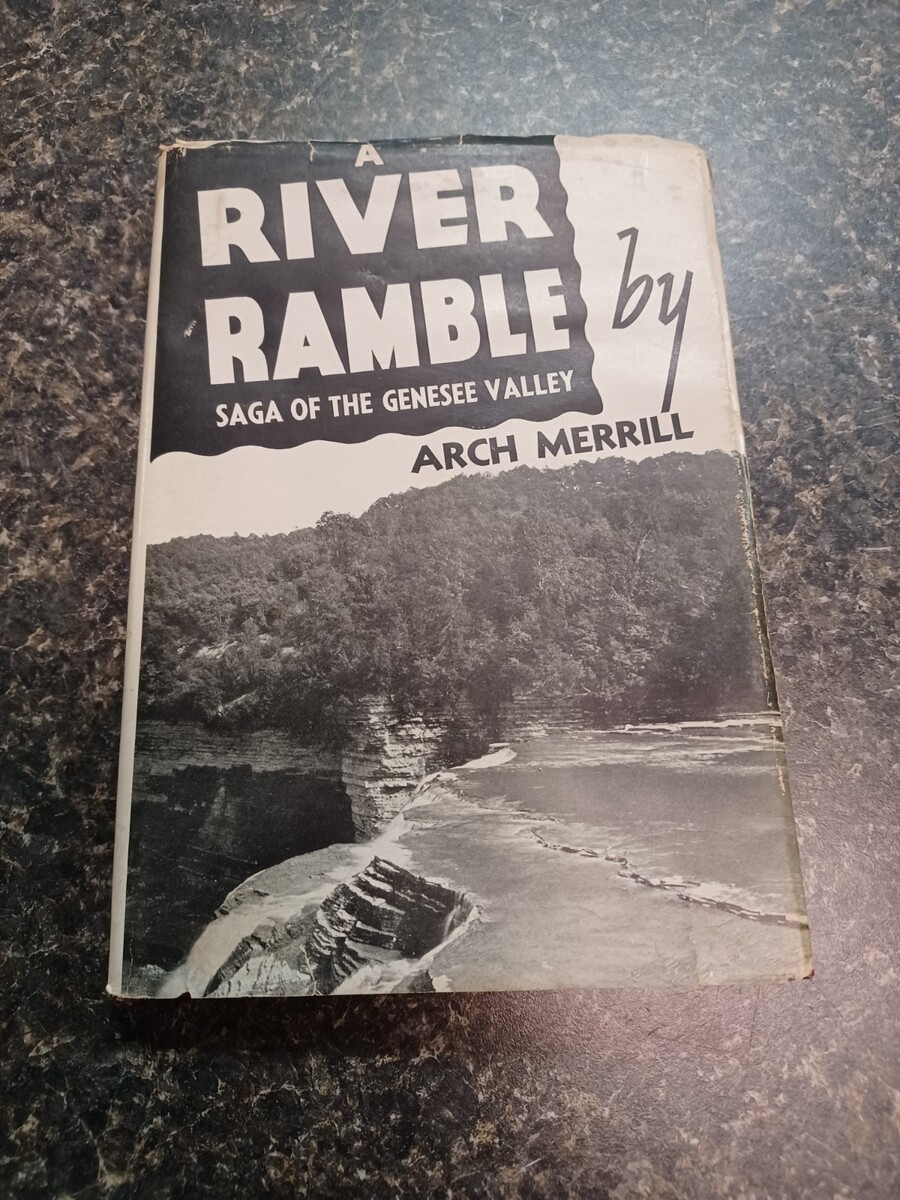 A
RIVER
RAMBLE
SAGA OF THE GENESEE VALLEY
by
ARCH MERRILL